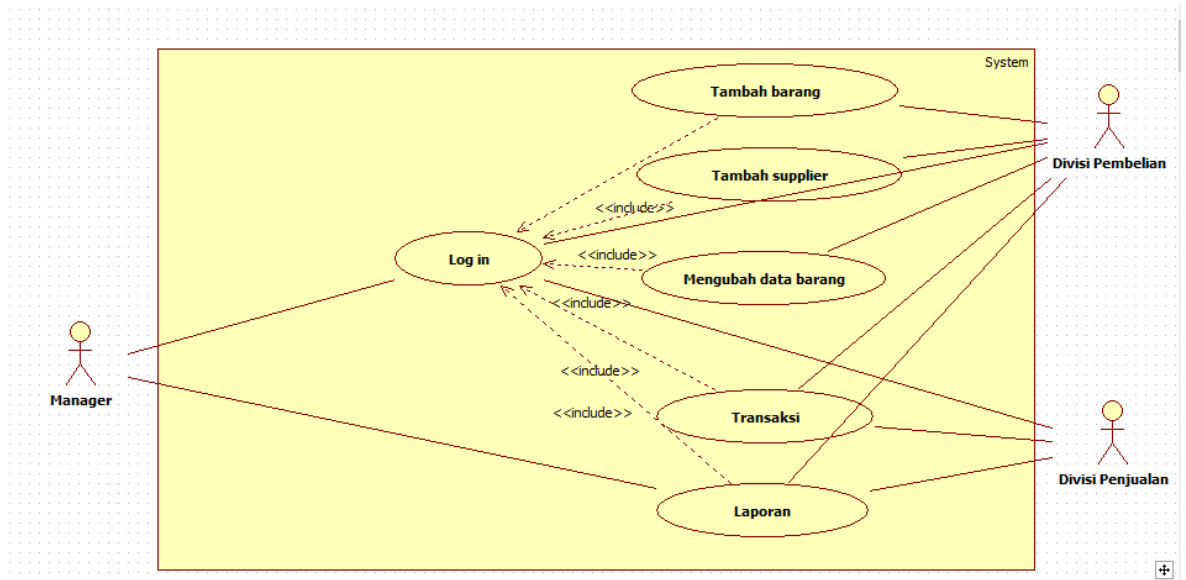 System
Tambah barang
Divisi Pembelian
Tambah supplier
<<include>>
Log in
<<include>>
Mengubah data barang
<<include>>
Manager
<<include>>
<<include>>
Transaksi
Divisi Penjualan
Laporan